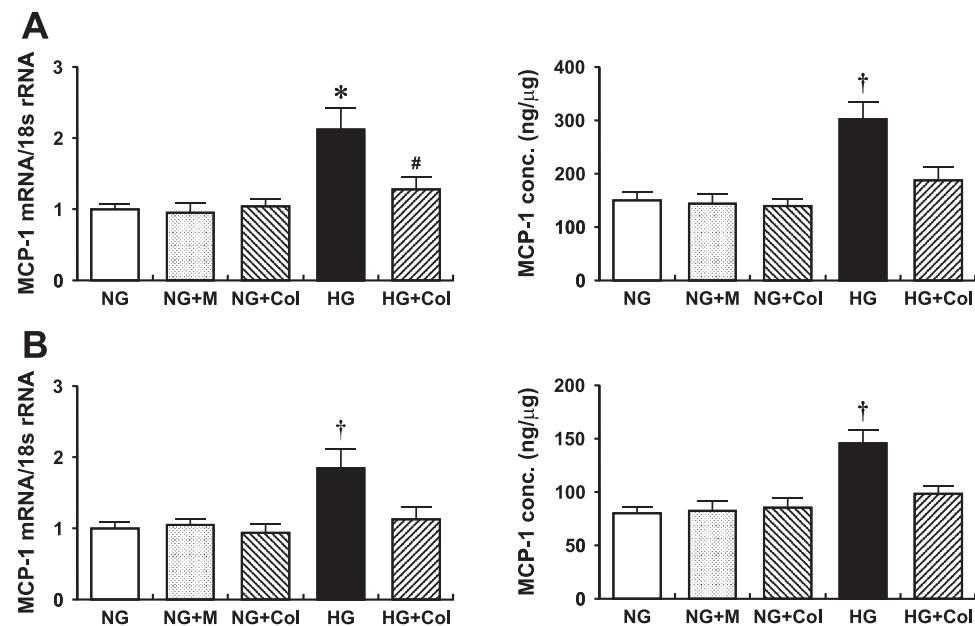 A
MCP-1 mRNA/18s rRNA
3
2
1
0
*
#
NG NG+M NG+Col HG HG+Col
MCP-1 conc. (ng/μg)
400
300
200
100
0
†
NG NG+M NG+Col HG HG+Col
B
MCP-1 mRNA/18s rRNA
3
2
1
0
†
NG NG+M NG+Col HG HG+Col
MCP-1 conc. (ng/μg)
200
150
100
50
0
†
NG NG+M NG+Col HG HG+Col